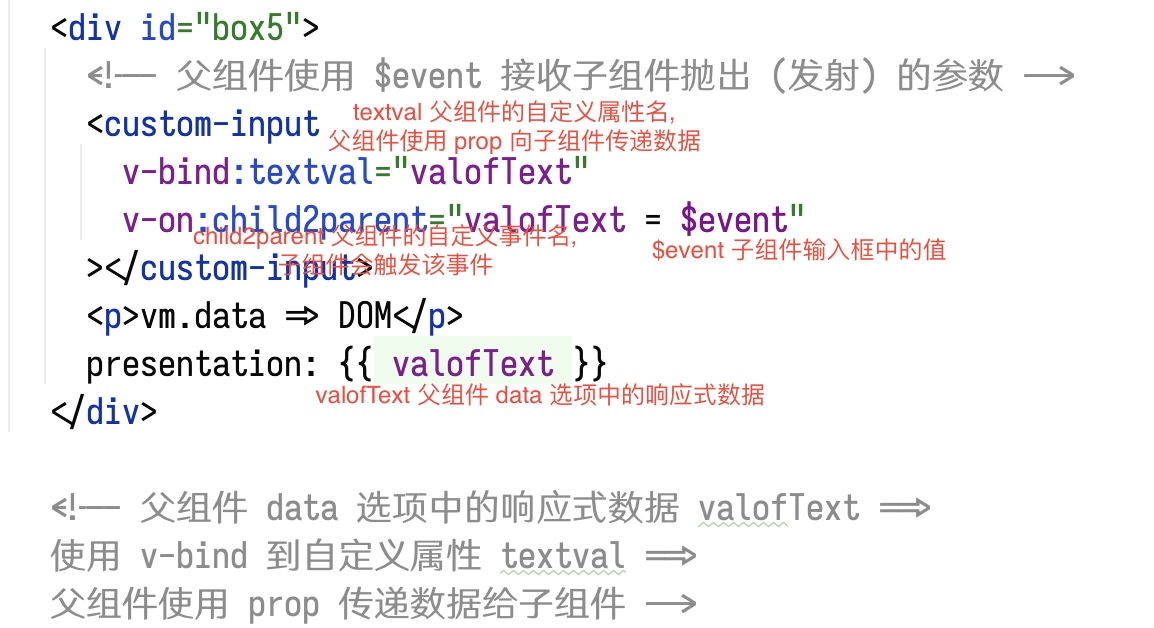 <div id="box5">
<!-- 父组件使用 $event 接收子组件抛出（发射）的参数 -->
<custom-input
textval 父组件的自定义属性名,
父组件使用 prop 向子组件传递数据
v-bind:textval="valofText"
v-on:child2parent="valofText = $event"
child2parent 父组件的自定义事件名,
子组件会触发该事件
$event 子组件输入框中的值
></custom-input>
<p>vm.data => DOM</p>
presentation: {{ valofText }}
valofText 父组件 data 选项中的响应式数据
</div>
<!-- 父组件 data 选项中的响应式数据 valofText ==>
使用 v-bind 到自定义属性 textval ==>
父组件使用 prop 传递数据给子组件 -->